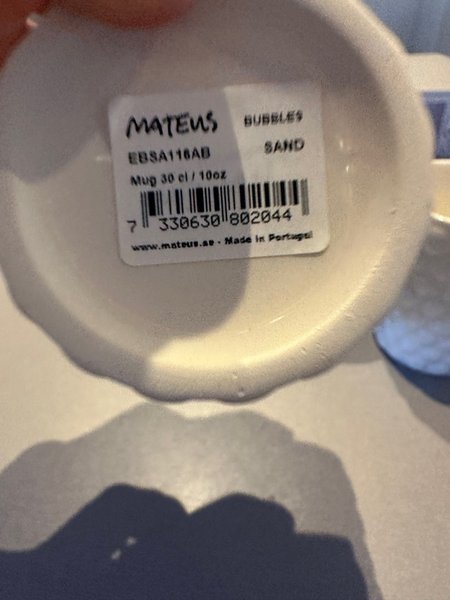 MATEUS BUBBLES
EBSA116AB SAND
Mug 30 cl / 10oz
7 330630 802044
www.mateus.se - Made in Portugal